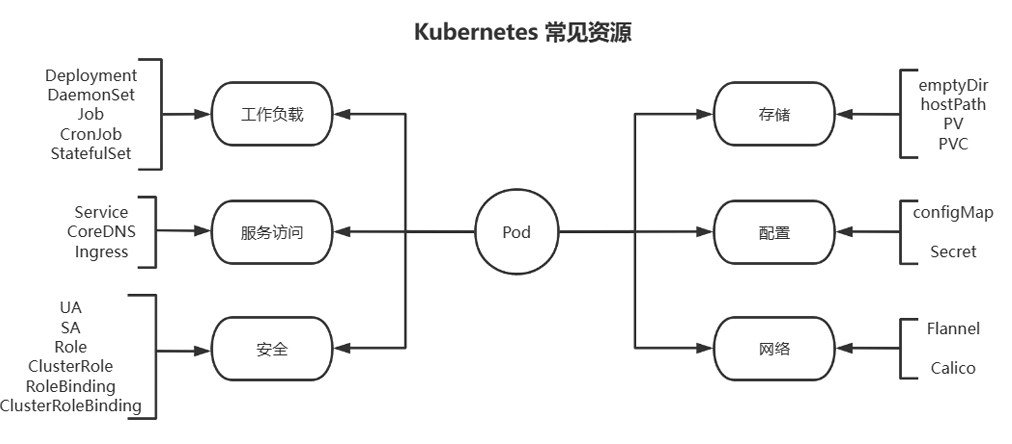 Kubernetes 常见资源
Deployment
DaemonSet
Job
CronJob
StatefulSet
工作负载
Service
CoreDNS
Ingress
服务访问
UA
SA
Role
ClusterRole
RoleBinding
ClusterRoleBinding
安全
Pod
存储
emptyDir
hostPath
PV
PVC
配置
configMap
Secret
网络
Flannel
Calico